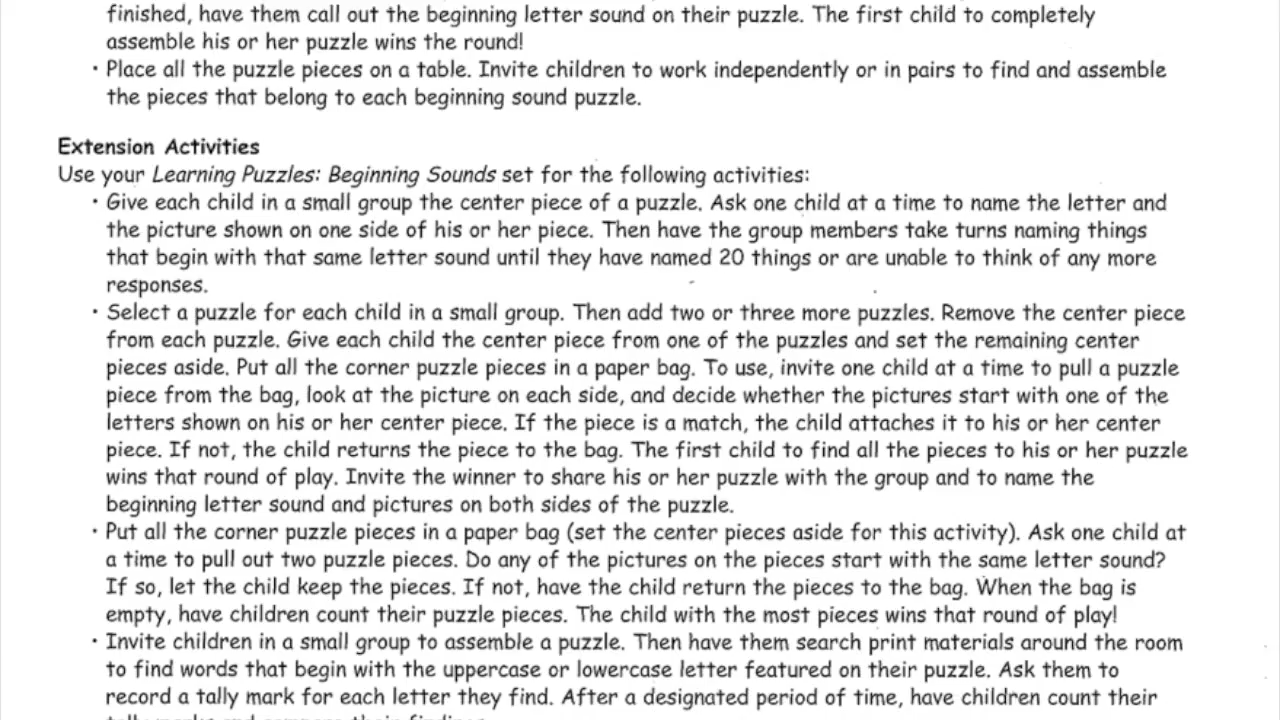 finished, have them call out the beginning letter sound on their puzzle. The first child to completely
assemble his or her puzzle wins the round!
· Place all the puzzle pieces on a table. Invite children to work independently or in pairs to find and assemble
the pieces that belong to each beginning sound puzzle.
Extension Activities
Use your Learning Puzzles: Beginning Sounds set for the following activities:
· Give each child in a small group the center piece of a puzzle. Ask one child at a time to name the letter and
the picture shown on one side of his or her piece. Then have the group members take turns naming things
that begin with that same letter sound until they have named 20 things or are unable to think of any more
responses.
· Select a puzzle for each child in a small group. Then add two or three more puzzles. Remove the center piece
from each puzzle. Give each child the center piece from one of the puzzles and set the remaining center
pieces aside. Put all the corner puzzle pieces in a paper bag. To use, invite one child at a time to pull a puzzle
piece from the bag, look at the picture on each side, and decide whether the pictures start with one of the
letters shown on his or her center piece. If the piece is a match, the child attaches it to his or her center
piece. If not, the child returns the piece to the bag. The first child to find all the pieces to his or her puzzle
wins that round of play. Invite the winner to share his or her puzzle with the group and to name the
beginning letter sound and pictures on both sides of the puzzle.
· Put all the corner puzzle pieces in a paper bag (set the center pieces aside for this activity). Ask one child at
a time to pull out two puzzle pieces. Do any of the pictures on the pieces start with the same letter sound?
If so, let the child keep the pieces. If not, have the child return the pieces to the bag. When the bag is
empty, have children count their puzzle pieces. The child with the most pieces wins that round of play!
· Invite children in a small group to assemble a puzzle. Then have them search print materials around the room
to find words that begin with the uppercase or lowercase letter featured on their puzzle. Ask them to
record a tally mark for each letter they find. After a designated period of time, have children count their